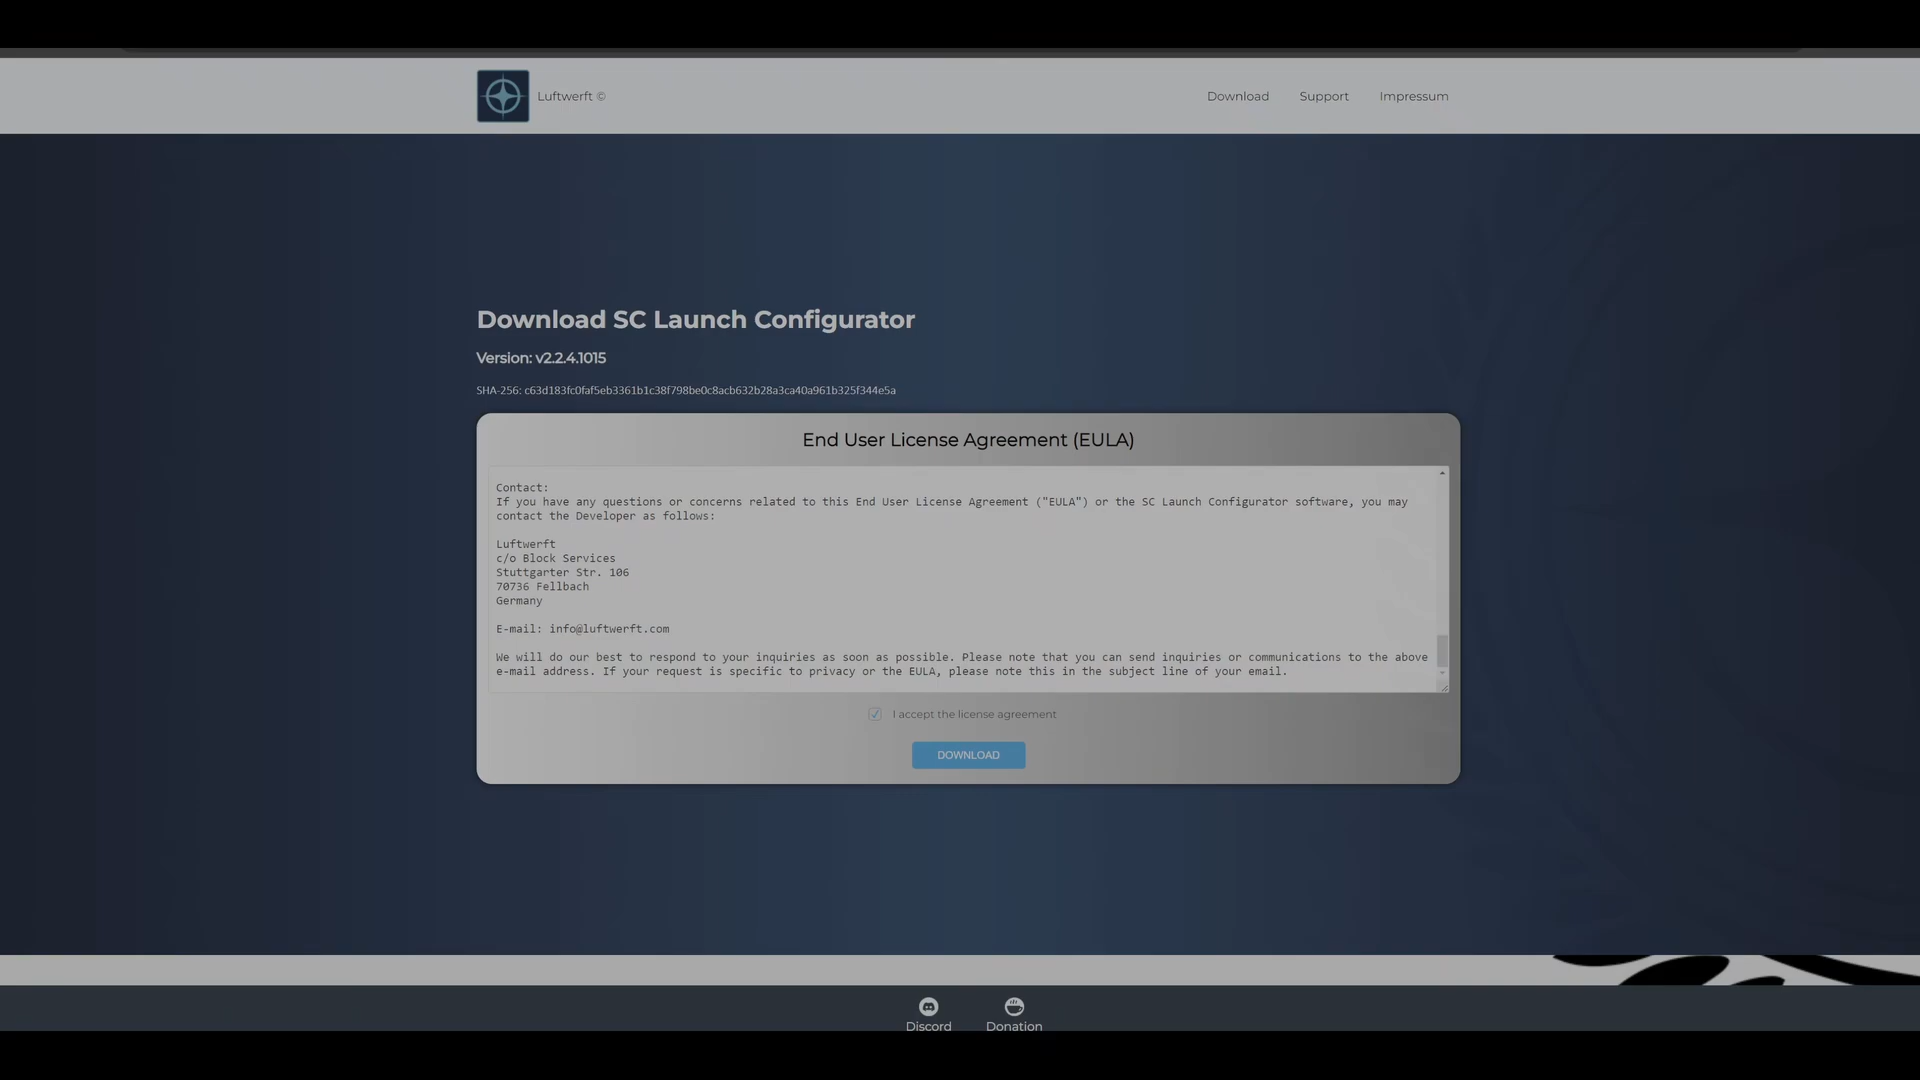 Luftwerft ©
Download
Support
Impressum
Download SC Launch Configurator
Version: v2.2.4.1015
SHA-256: c63d183fc0faf5eb3361b1c38f798be0c8acb632b28a3ca40a961b325f344e5a
End User License Agreement (EULA)
Contact:
If you have any questions or concerns related to this End User License Agreement ("EULA") or the SC Launch Configurator software, you may
contact the Developer as follows:
Luftwerft
c/o Block Services
Stuttgarter Str. 106
70736 Fellbach
Germany
E-mail: info@luftwerft.com
We will do our best to respond to your inquiries as soon as possible. Please note that you can send inquiries or communications to the above
e-mail address. If your request is specific to privacy or the EULA, please note this in the subject line of your email.
I accept the license agreement
DOWNLOAD
Discord
Donation